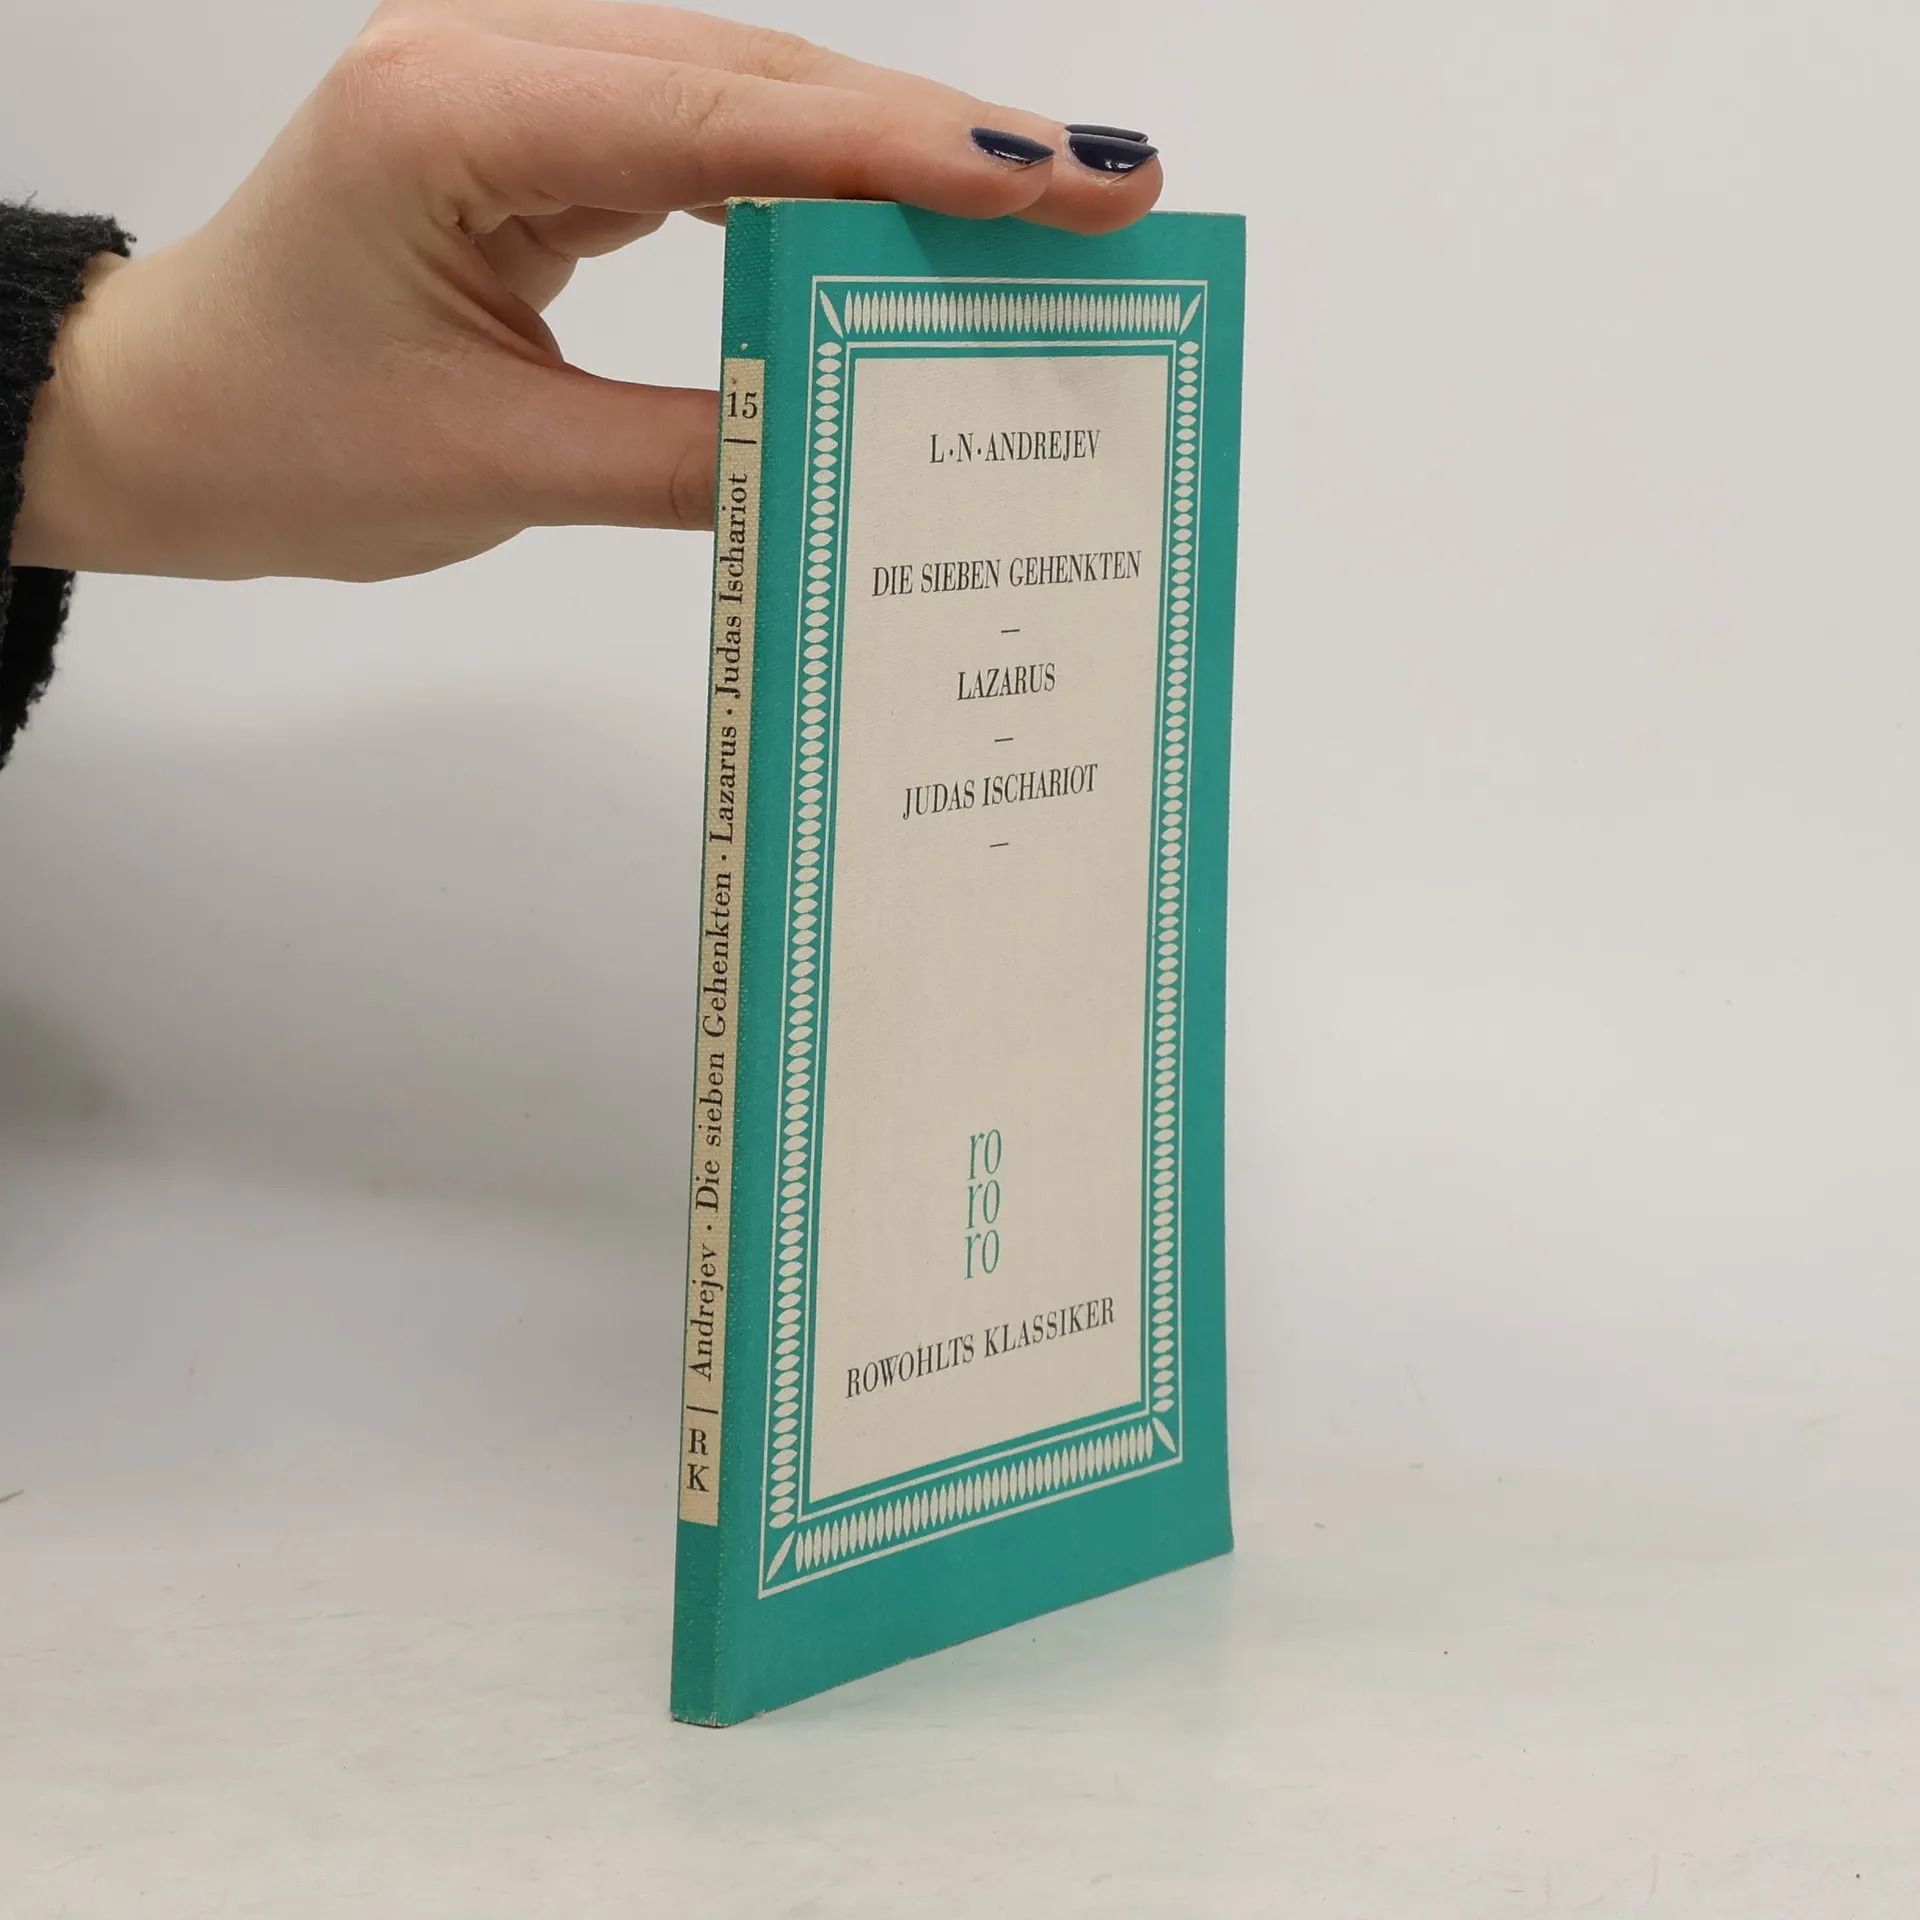 L·N·ANDREJEV
DIE SIEBEN GEHENKTEN
–
LAZARUS
–
JUDAS ISCHARIOT
–
ro
ro
ro
ROWOHLTS KLASSIKER
R
K | Andrejev · Die sieben Gehenkten · Lazarus · Judas Ischariot | 15